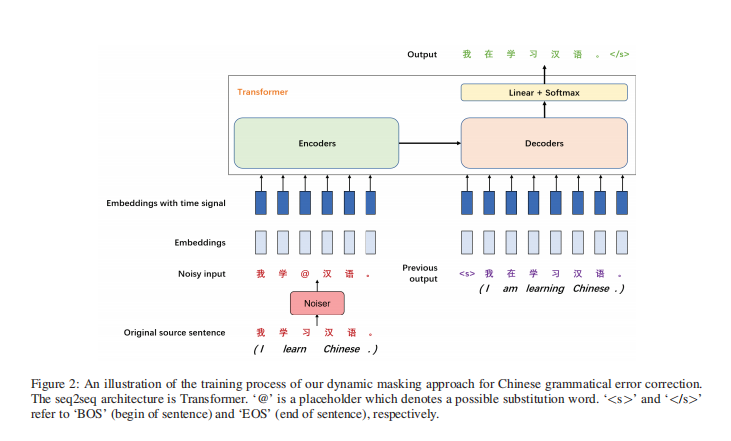 Output 我 在 学 习 汉 语 。 </s>
Transformer
Linear + Softmax
Encoders
Decoders
Embeddings with time signal
Embeddings
Noisy input 我 学 @ 汉 语 。
Previous output <s> 我 在 学 习 汉 语 。
( I am learning Chinese . )
Noiser
Original source sentence 我 学 习 汉 语 。
( I learn Chinese . )
Figure 2: An illustration of the training process of our dynamic masking approach for Chinese grammatical error correction.
The seq2seq architecture is Transformer. ‘@’ is a placeholder which denotes a possible substitution word. ‘<s>’ and ‘</s>’
refer to ‘BOS’ (begin of sentence) and ‘EOS’ (end of sentence), respectively.